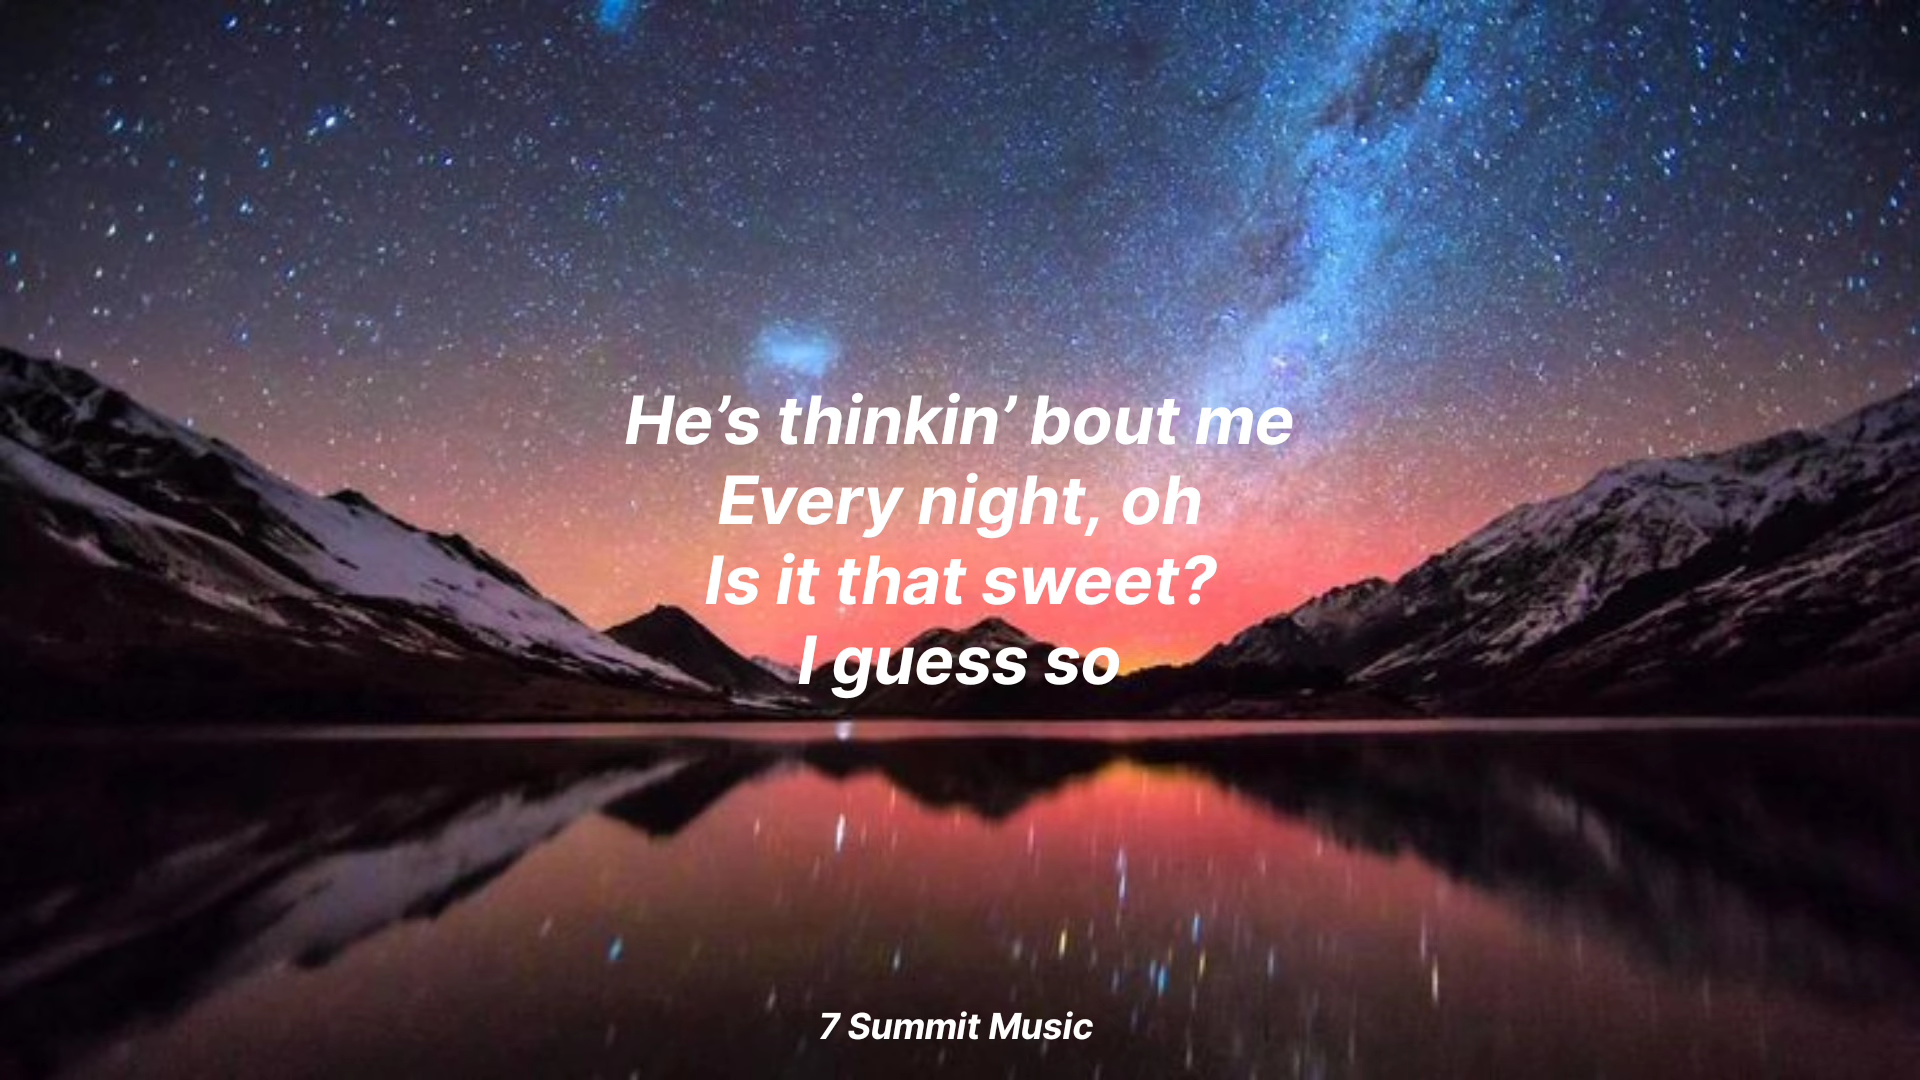 He’s thinkin’ bout me
Every night, oh
Is it that sweet?
I guess so
7 Summit Music